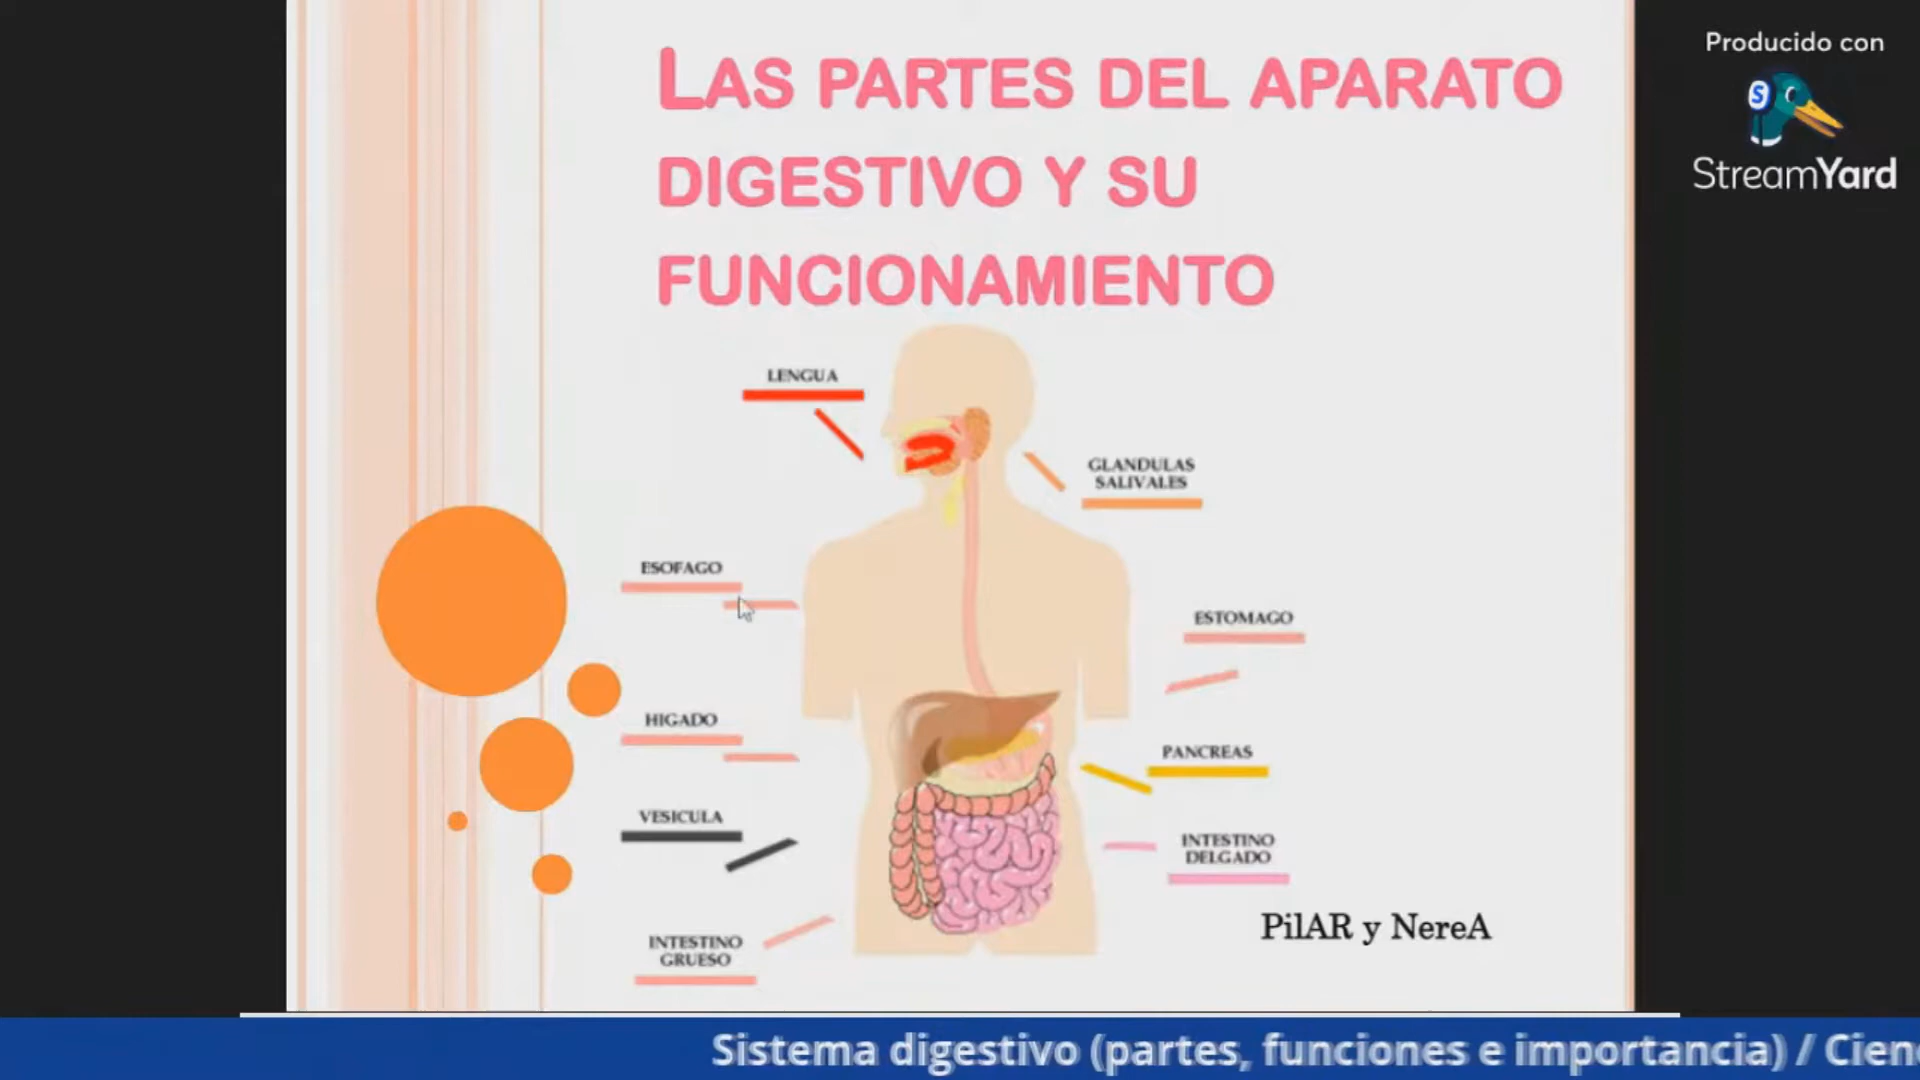 LAS PARTES DEL APARATO
DIGESTIVO Y SU
FUNCIONAMIENTO
Producido con
StreamYard
LENGUA
GLANDULAS
SALIVALES
ESOFAGO
ESTOMAGO
HIGADO
PANCREAS
VESICULA
INTESTINO
DELGADO
INTESTINO
GRUESO
PilAR y NereA
Sistema digestivo (partes, funciones e importancia) / Cien